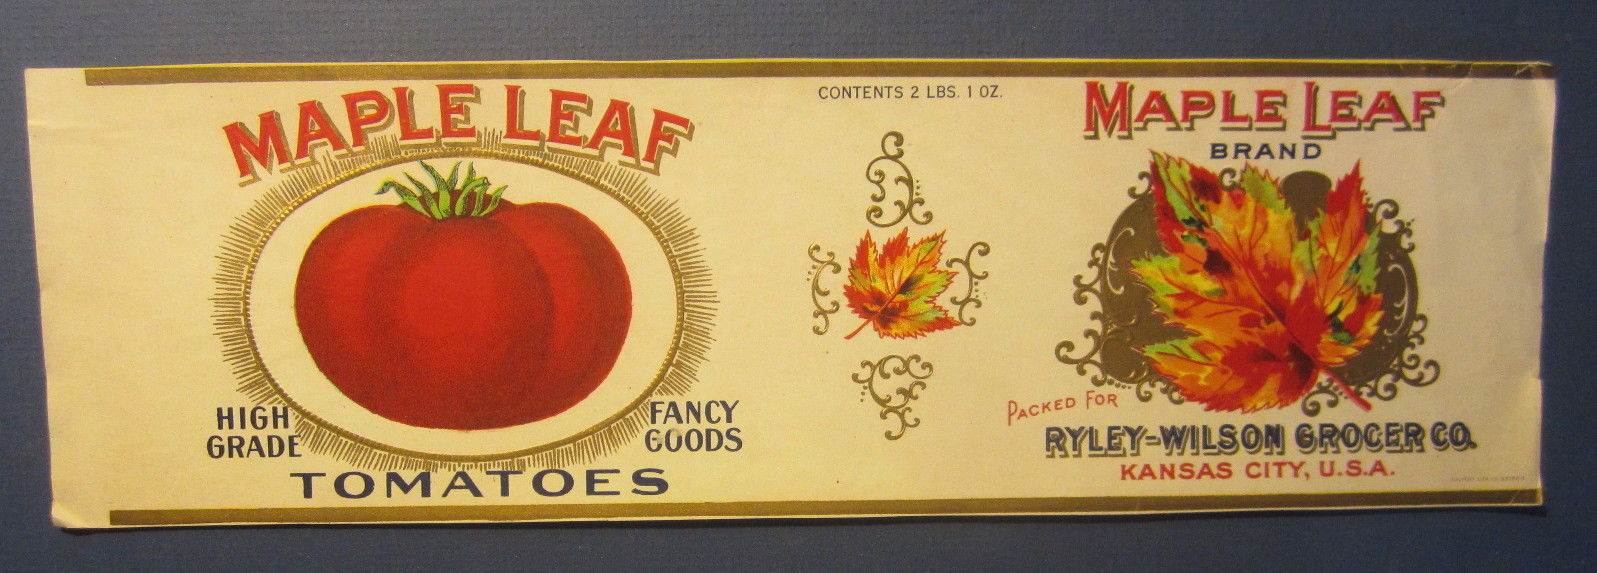 MAPLE LEAF
HIGH GRADE
FANCY GOODS
TOMATOES
CONTENTS 2 LBS. 1 OZ.
MAPLE LEAF
BRAND
PACKED FOR
RYLEY-WILSON GROCER CO.
KANSAS CITY, U.S.A.